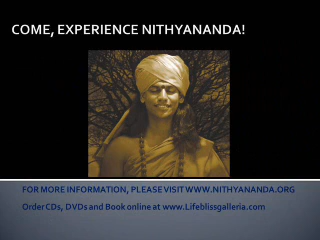 COME, EXPERIENCE NITHYANANDA!
FOR MORE INFORMATION, PLEASE VISIT WWW.NITHYANANDA.ORG
Order CDs, DVDs and Book online at www.Lifeblissgalleria.com